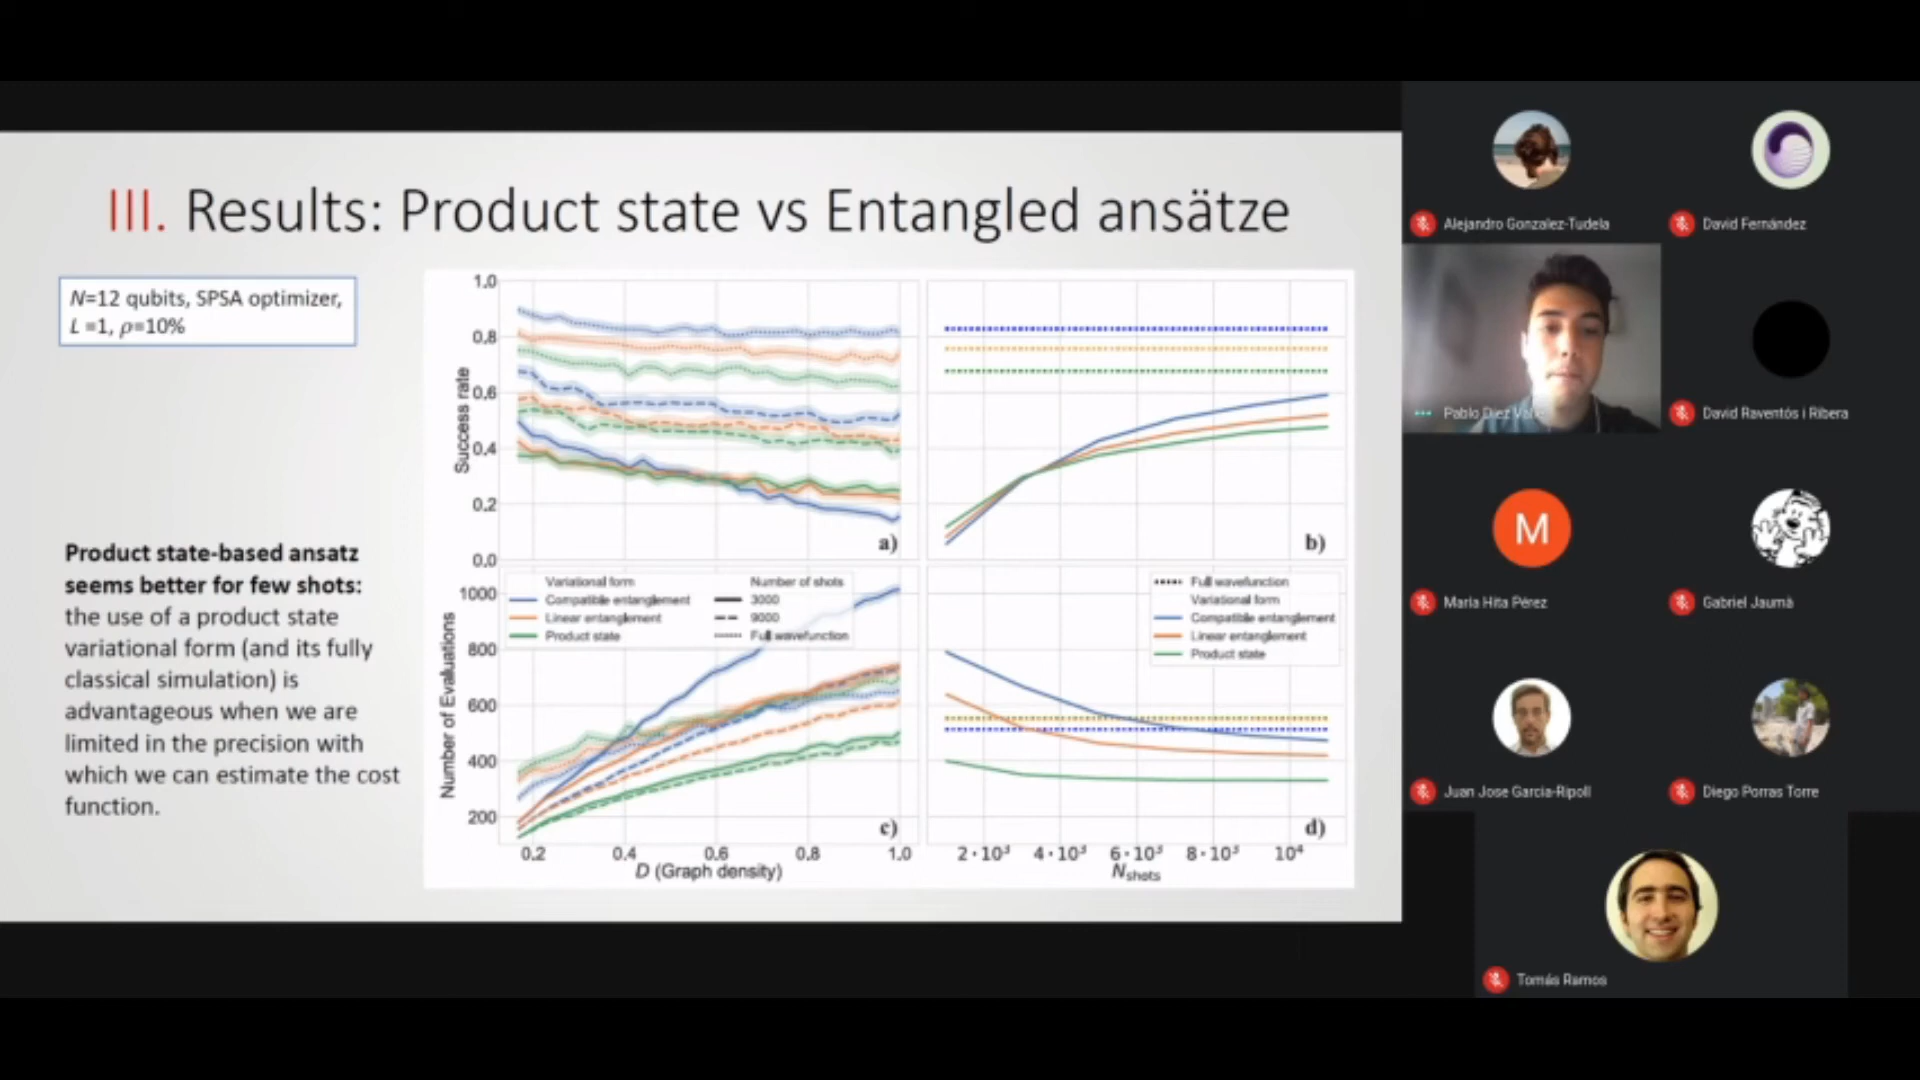 III. Results: Product state vs Entangled ansätze
N=12 qubits, SPSA optimizer,
L =1, ρ=10%
Product state-based ansatz
seems better for few shots:
the use of a product state
variational form (and its fully
classical simulation) is
advantageous when we are
limited in the precision with
which we can estimate the cost
function.
Success rate
1.0
0.8
0.6
0.4
0.2
0.0
a)
b)
Number of Evaluations
1000
800
600
400
200
Variational form
Compatible entanglement
Linear entanglement
Product state
Number of shots
3000
9000
Full wavefunction
c)
0.2 0.4 0.6 0.8 1.0
D (Graph density)
Full wavefunction
Variational form
Compatible entanglement
Linear entanglement
Product state
d)
2·10³ 4·10³ 6·10³ 8·10³ 10⁴
Nshots
Alejandro Gonzalez-Tudela
David Fernández
Pablo Díez Valle
David Raventós i Ribera
M
María Hita Pérez
Gabriel Jaumà
Juan Jose García-Ripoll
Diego Porras Torre
Tomás Ramos